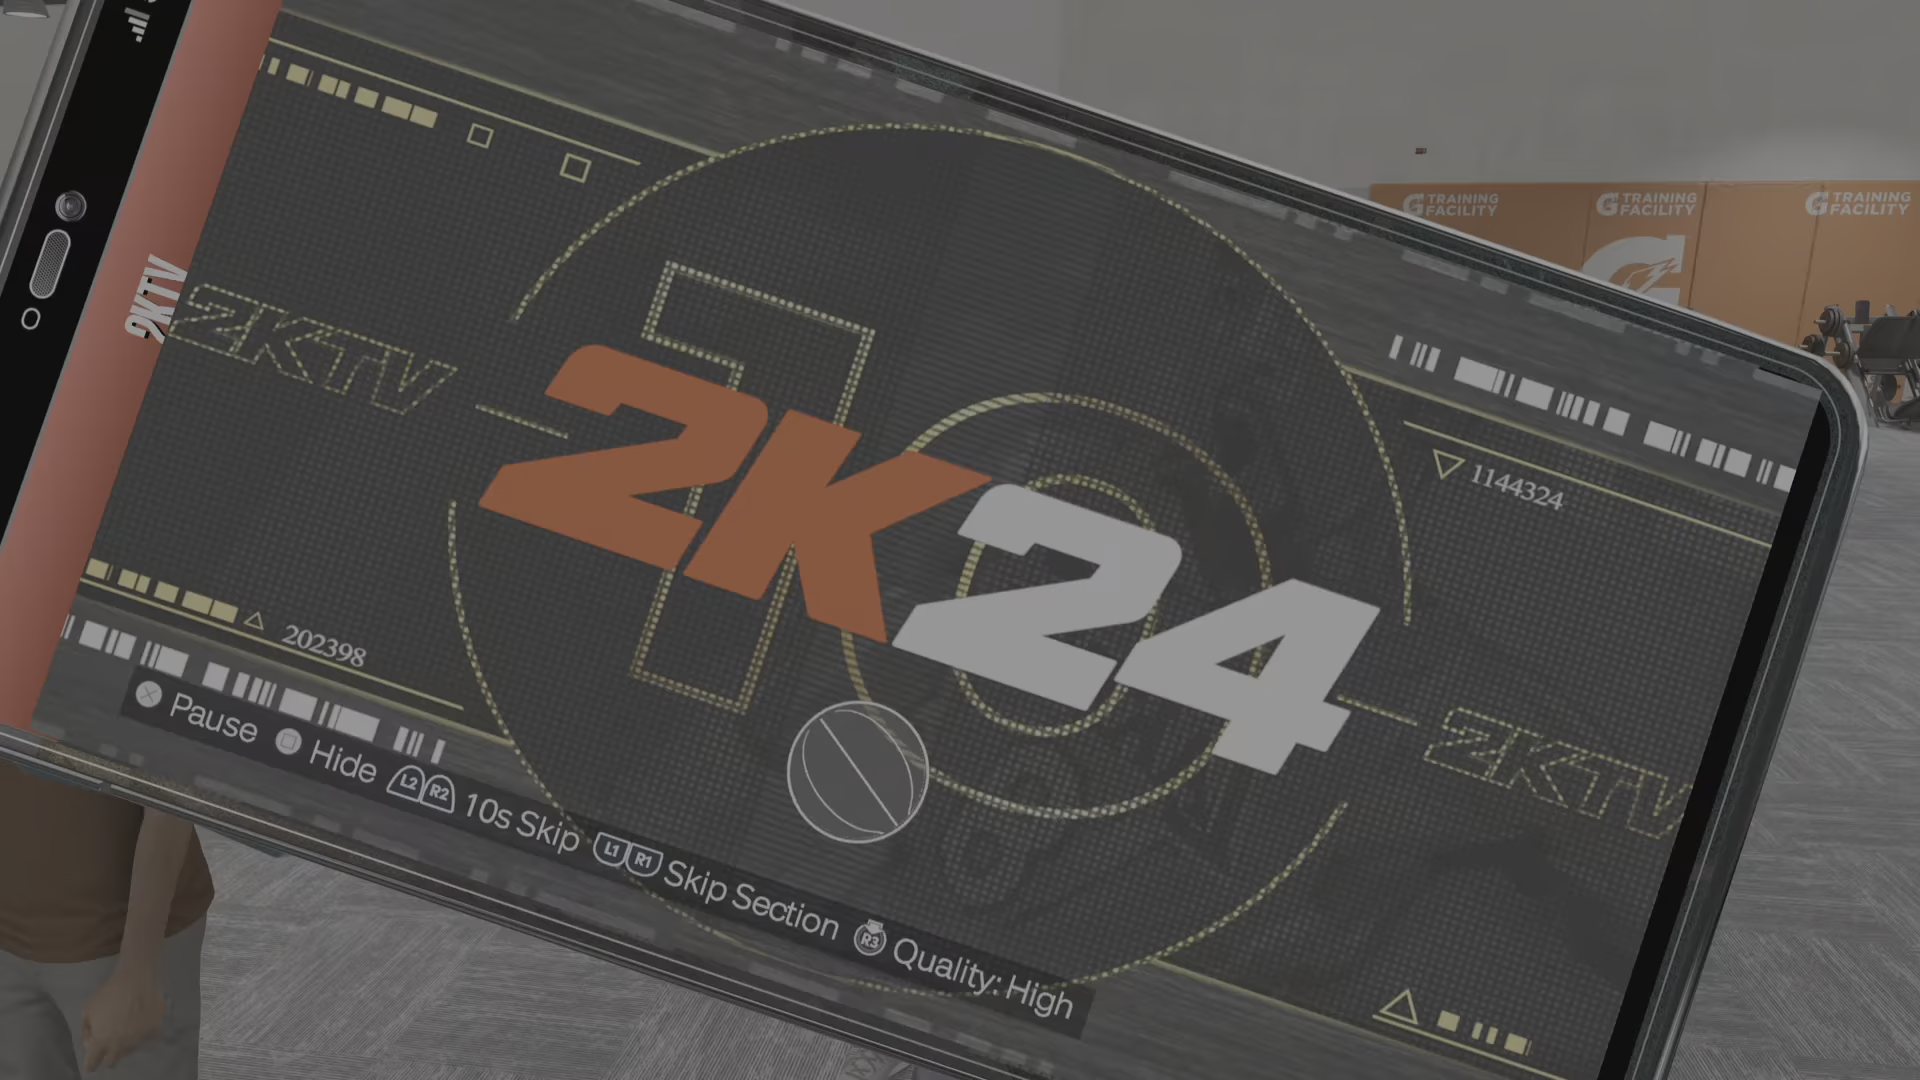 TRAINING
FACILITY
TRAINING
FACILITY
TRAINING
FACILITY
2KTV
2KTV
1144324
2K24
202398
2KTV
Pause Hide L2 R2 10s Skip L1 R1 Skip Section R3 Quality: High